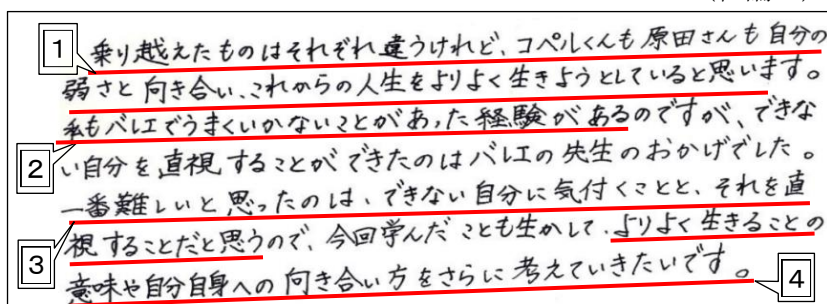 1 乗り越えたものはそれぞれ違うけれど、コペルくんも原田さんも自分の
弱さと向き合い、これからの人生をよりよく生きようとしていると思います。
私もバレエでうまくいかないことがあった経験があるのですが、できな
2 い自分を直視することができたのはバレエの先生のおかげでした。
一番難しいと思ったのは、できない自分に気付くことと、それを直
3 視することだと思うので、今回学んだことも生かして、よりよく生きることの
意味や自分自身への向き合い方をさらに考えていきたいです。 4